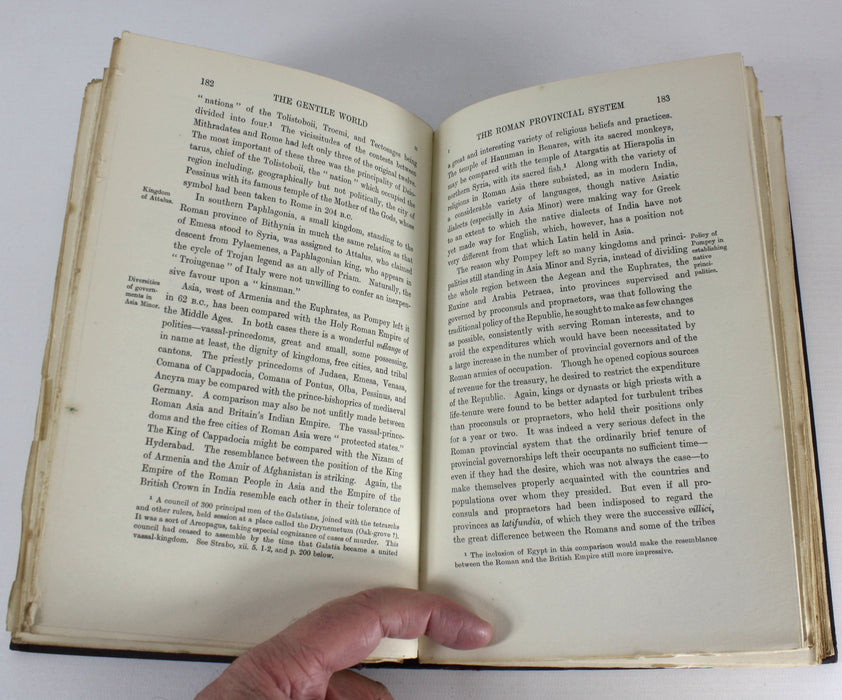 182
THE GENTILE WORLD
II
“nations” of the Tolistoboii, Trocmi, and Tectosages being
divided into four.¹ The vicissitudes of the contests between
Mithradates and Rome had left only three of the original twelve.
The most important of these three was the principality of Deio-
tarus, chief of the Tolistoboii, the “nation” which occupied the
region including, geographically but not politically, the city of
Pessinus with its famous temple of the Mother of the Gods, whose
symbol had been taken to Rome in 204 B.C.
Kingdom
of Attalus.
In southern Paphlagonia, a small kingdom, standing to the
Roman province of Bithynia in much the same relation as that
of Emesa stood to Syria, was assigned to Attalus, who claimed
descent from Pylaemenes, a Paphlagonian king, who appears in
the cycle of Trojan legend as an ally of Priam. Naturally, the
“Troiugenae” of Italy were not unwilling to confer an inexpen-
sive favour upon a “kinsman.”
Diversities
of govern-
ments in
Asia Minor.
Asia, west of Armenia and the Euphrates, as Pompey left it
in 62 B.C., has been compared with the Holy Roman Empire of
the Middle Ages. In both cases there is a wonderful mélange of
polities—vassal-princedoms, great and small, some possessing,
in name at least, the dignity of kingdoms, free cities, and tribal
cantons. The priestly princedoms of Judaea, Emesa, Venasa,
Comana of Cappadocia, Comana of Pontus, Olba, Pessinus, and
Ancyra may be compared with the prince-bishoprics of mediaeval
Germany. A comparison may also be not unfitly made between
Roman Asia and Britain's Indian Empire. The vassal-prince-
doms and the free cities of Roman Asia were “protected states.”
The King of Cappadocia might be compared with the Nizam of
Hyderabad. The resemblance between the position of the King
of Armenia and the Amir of Afghanistan is striking. Again, the
Empire of the Roman People in Asia and the Empire of the
British Crown in India resemble each other in their tolerance of
¹ A council of 300 principal men of the Galatians, joined with the tetrarchs
and other rulers, held session at a place called the Drynemetum (Oak-grove ?).
It was a sort of Areopagus, taking especial cognizance of cases of murder. This
council had ceased to assemble by the time that Galatia became a united
vassal-kingdom. See Strabo, xii. 5, 1-2, and p. 200 below.
I
THE ROMAN PROVINCIAL SYSTEM
183
a great and interesting variety of religious beliefs and practices.
The temple of Hanuman in Benares, with its sacred monkeys,
may be compared with the temple of Atargatis at Hierapolis in
northern Syria, with its sacred fish.¹ Along with the variety of
religions in Roman Asia there subsisted, as in modern India,
a considerable variety of languages, though native Asiatic
dialects (especially in Asia Minor) were making way for Greek
to an extent to which the native dialects of India have not
yet made way for English, which, however, has a position not
very different from that which Latin held in Asia.
The reason why Pompey left so many kingdoms and princi-
palities still standing in Asia Minor and Syria, instead of dividing
the whole region between the Aegean and the Euphrates, the
Euxine and Arabia Petraea, into provinces supervised and
governed by proconsuls and propraetors, was that following the
traditional policy of the Republic, he sought to make as few changes
as possible, consistently with serving Roman interests, and to
avoid the expenditures which would have been necessitated by
a large increase in the number of provincial governors and of the
Roman armies of occupation. Though he opened copious sources
of revenue for the treasury, he desired to restrict the expenditure
of the Republic. Again, kings or dynasts or high priests with a
life-tenure were found to be better adapted for turbulent tribes
than proconsuls or propraetors, who held their positions only
for a year or two. It was indeed a very serious defect in the
Roman provincial system that the ordinarily brief tenure of
provincial governorships left their occupants no sufficient time—
even if they had the desire, which was not always the case—to
make themselves properly acquainted with the countries and
populations over whom they presided. But even if all pro-
consuls and propraetors had been indisposed to regard the
provinces as latifundia, of which they were the successive villici,
the great difference between the Romans and some of the tribes
Policy of
Pompey in
establishing
native
princi-
palities.
¹ The inclusion of Egypt in this comparison would make the resemblance
between the Roman and the British Empire still more impressive.